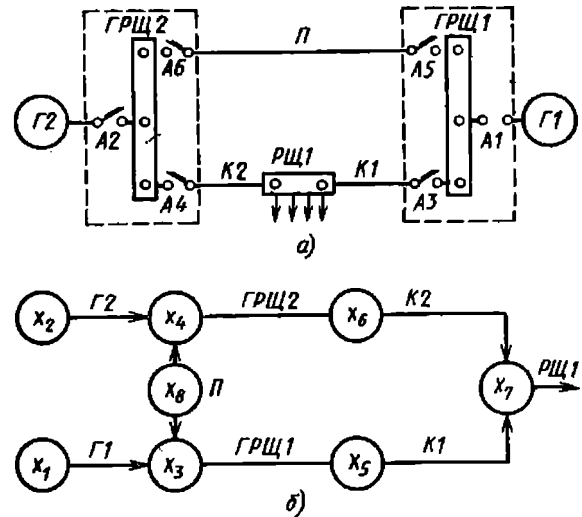 ГРЩ2 ГРЩ1
П
А6 А5
Г2 А2 А1 Г1
К2 РЩ1 К1
А4 А3
а)
Г2 ГРЩ2 К2
X2 X4 X6
РЩ1
X8 П X7
Г1 ГРЩ1 К1
X1 X3 X5
б)